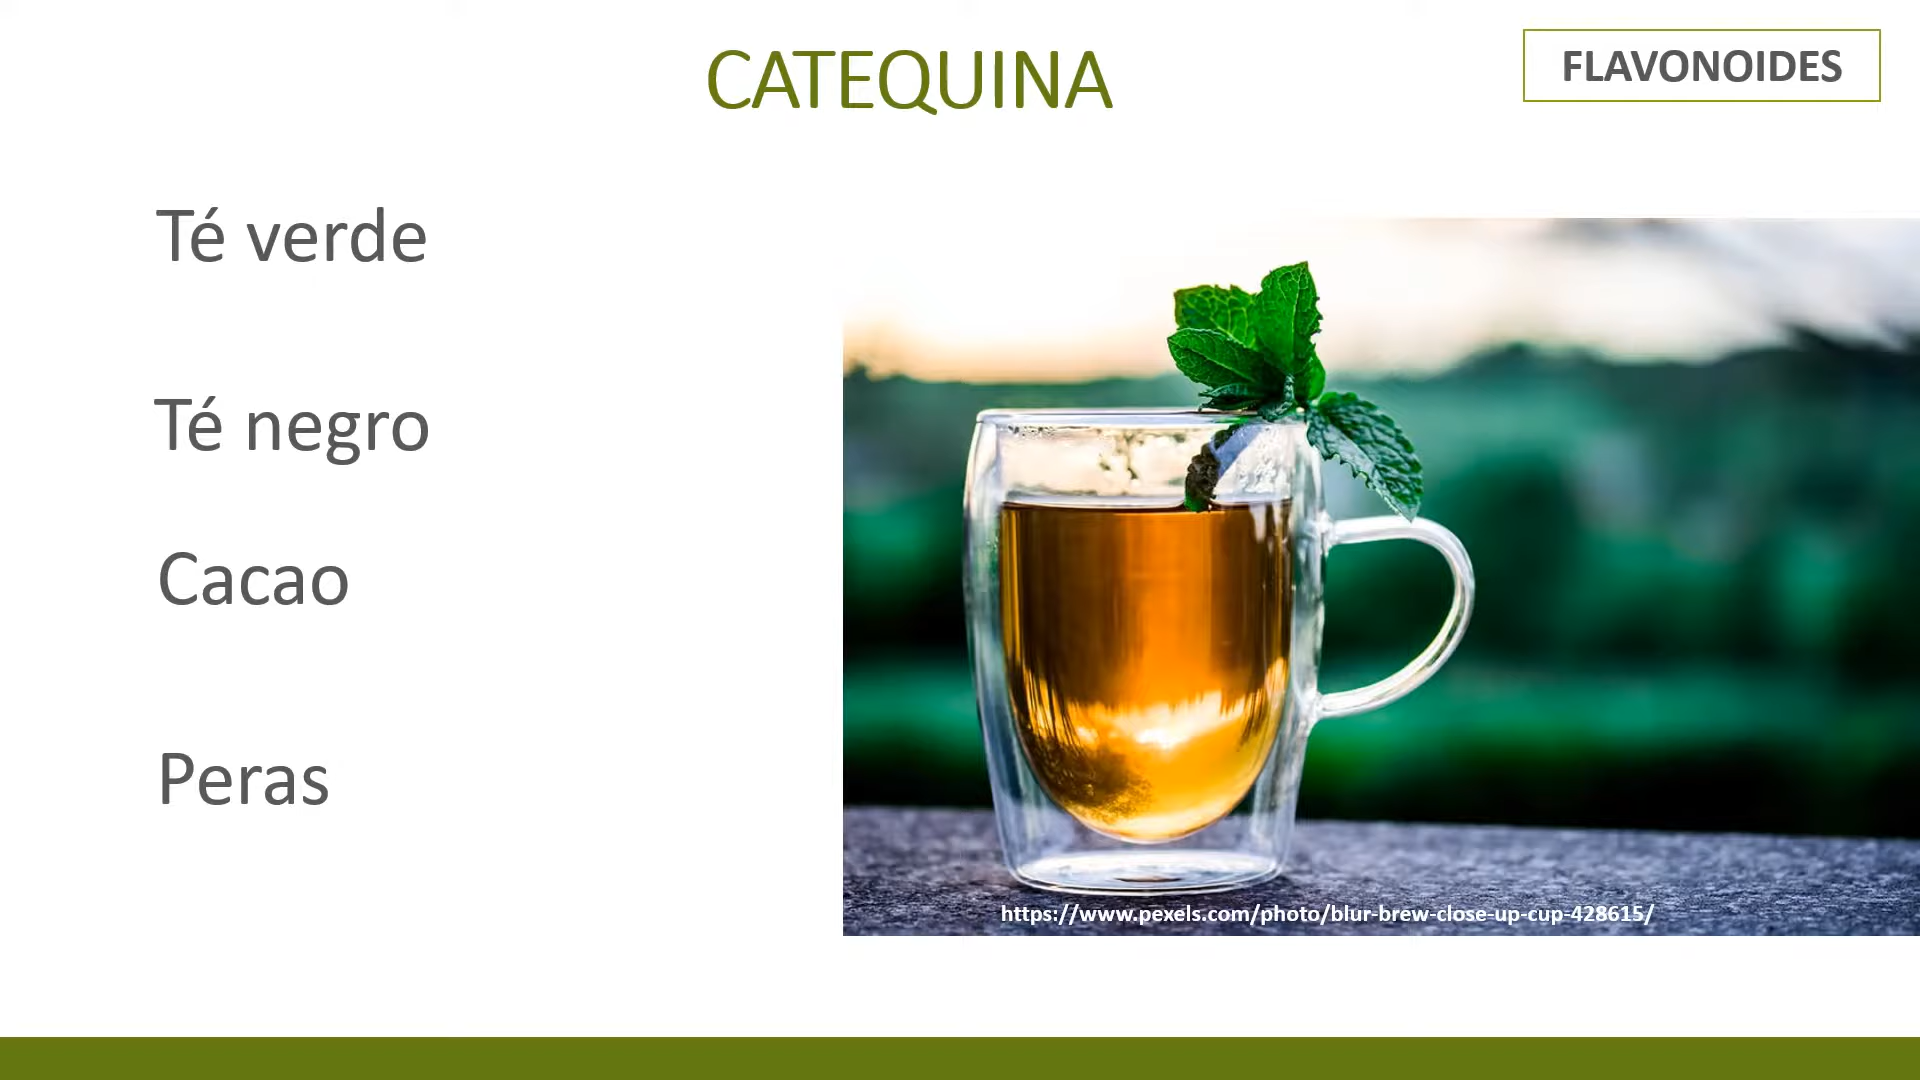 CATEQUINA
FLAVONOIDES
Té verde
Té negro
Cacao
Peras
https://www.pexels.com/photo/blur-brew-close-up-cup-428615/